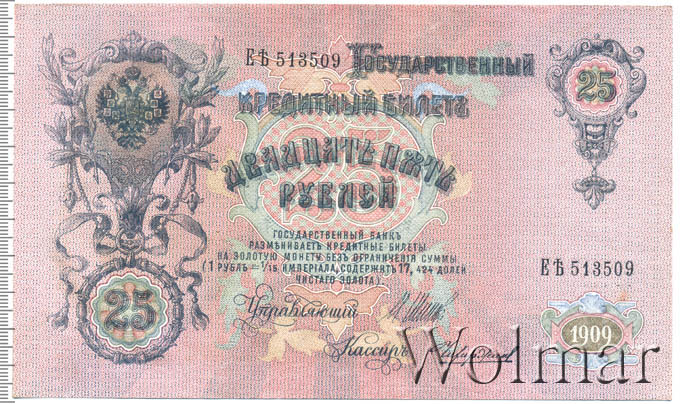 ЕѢ 513509 Государственный
25
Кредитный Билетъ
Двадцать пять
рублей
25
Государственный Банкъ
размѣниваетъ кредитные билеты
на золотую монету безъ ограниченія суммы
(1 рубль = 1/15 имперіала, содержитъ 17,424 долей
чистаго золота).
ЕѢ 513509
25
Управляющій
1909
Кассиръ
Wolmar